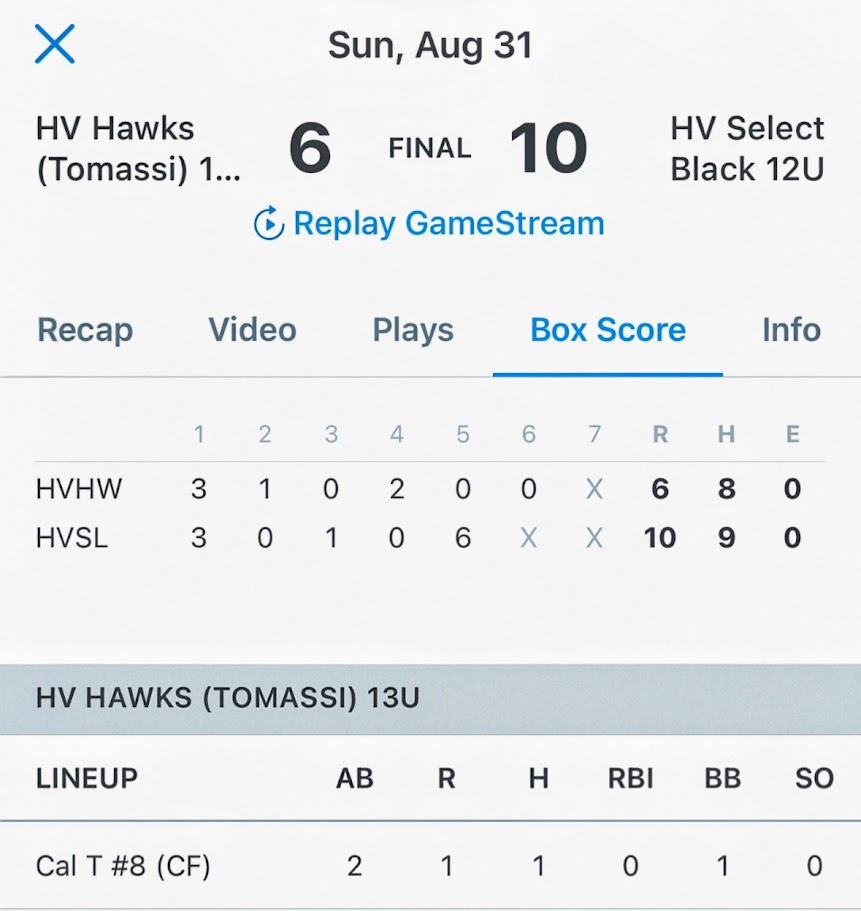 Sun, Aug 31
HV Hawks
(Tomassi) 1...
6
FINAL
10
HV Select
Black 12U
Replay GameStream
Recap Video Plays Box Score Info
1 2 3 4 5 6 7 R H E
HVHW 3 1 0 2 0 0 X 6 8 0
HVSL 3 0 1 0 6 X X 10 9 0
HV HAWKS (TOMASSI) 13U
LINEUP AB R H RBI BB SO
Cal T #8 (CF) 2 1 1 0 1 0